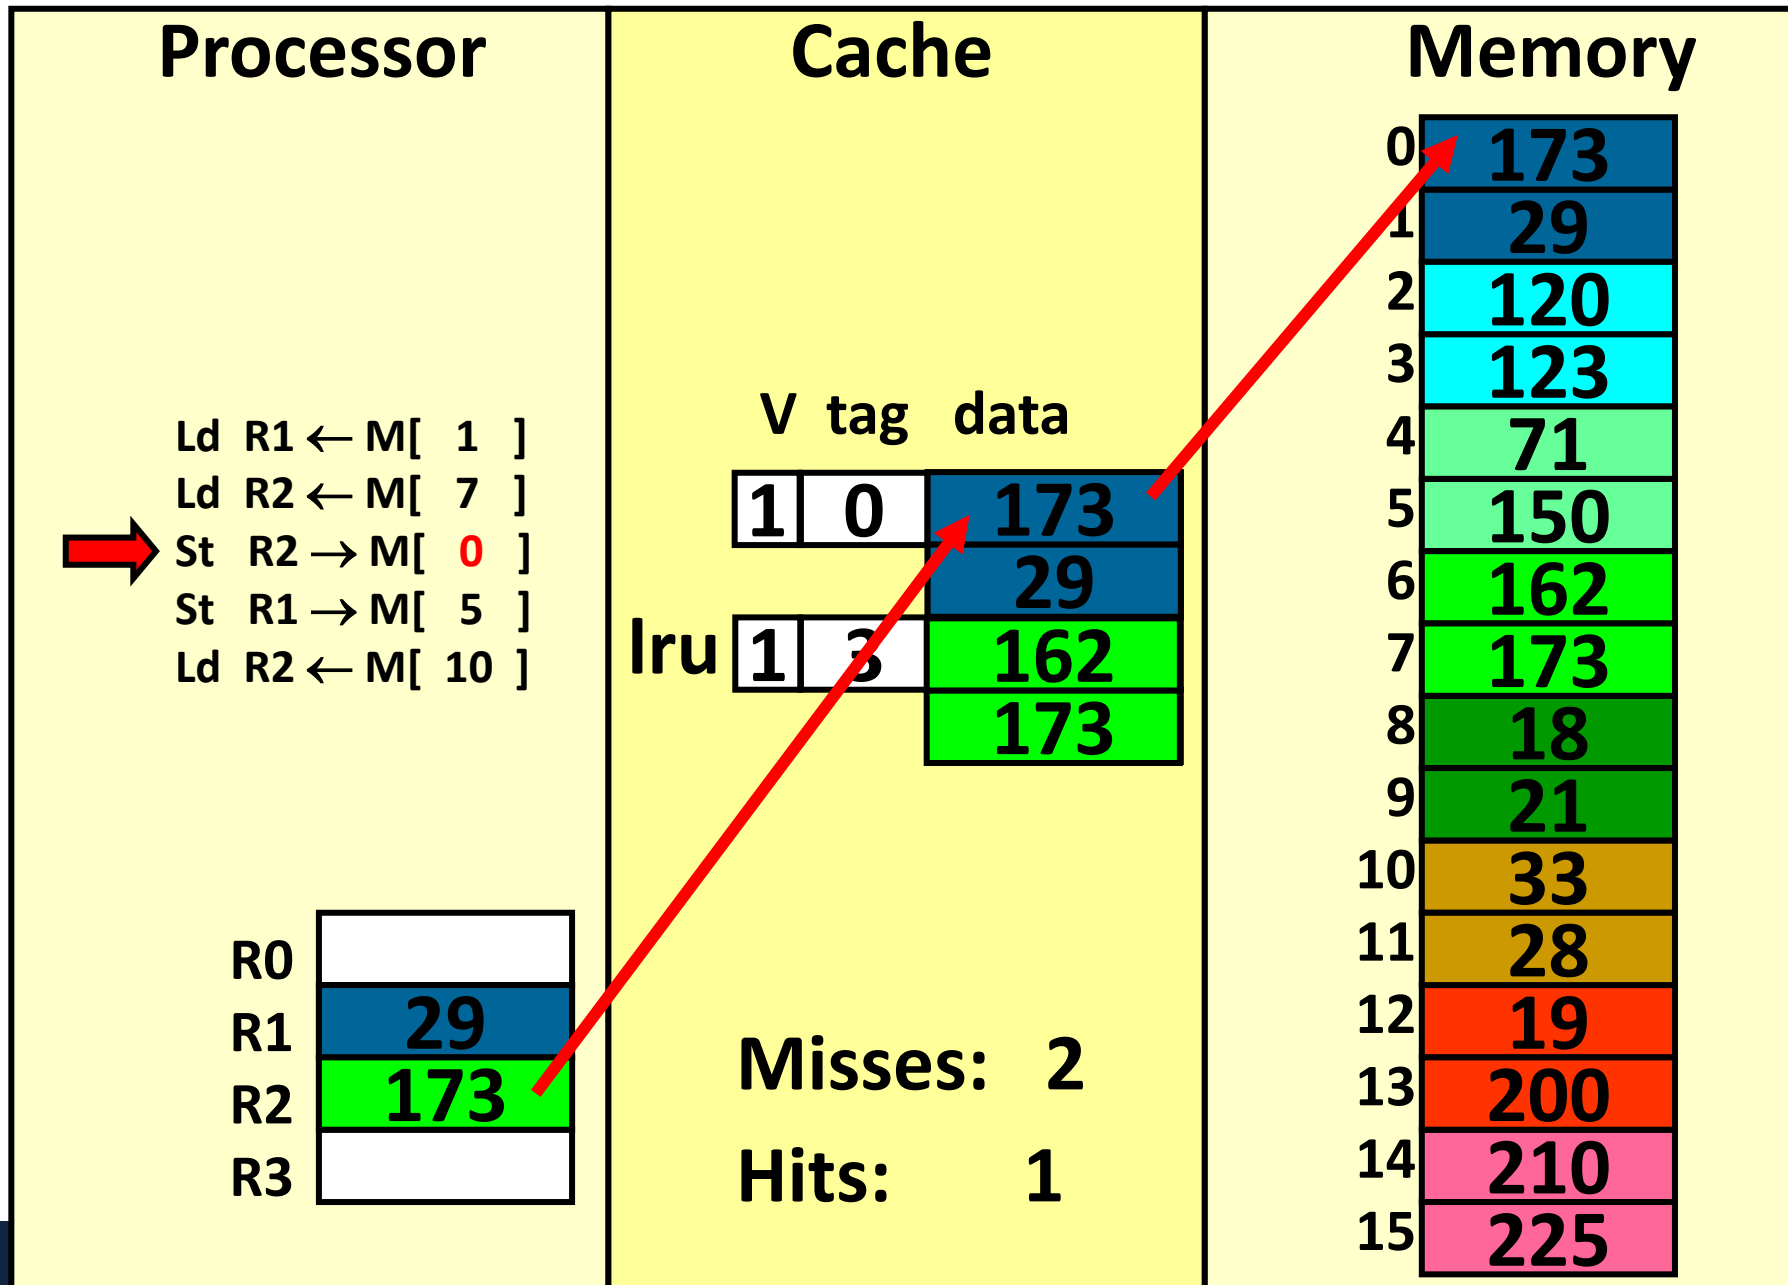 Processor
Ld R1 ← M[ 1 ]
Ld R2 ← M[ 7 ]
St R2 → M[ 0 ]
St R1 → M[ 5 ]
Ld R2 ← M[ 10 ]
R0
R1 29
R2 173
R3
Cache
V tag data
1 0 173
29
lru 1 3 162
173
Misses: 2
Hits: 1
Memory
0 173
1 29
2 120
3 123
4 71
5 150
6 162
7 173
8 18
9 21
10 33
11 28
12 19
13 200
14 210
15 225